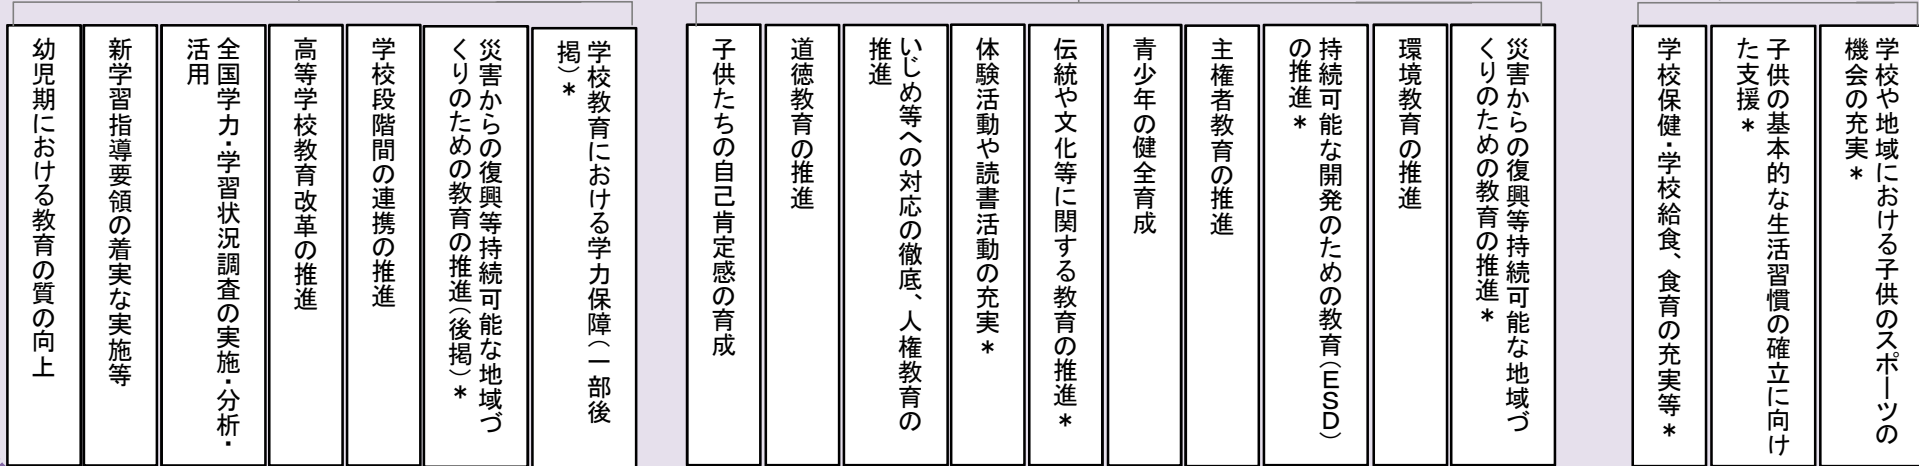 幼児期における教育の質の向上
新学習指導要領の着実な実施等
全国学力・学習状況調査の実施・分析・
活用
高等学校教育改革の推進
学校段階間の連携の推進
災害からの復興等持続可能な地域づ
くりのための教育の推進（後掲）*
学校教育における学力保障（一部後
掲）*
子供たちの自己肯定感の育成
道徳教育の推進
いじめ等への対応の徹底、人権教育の
推進
体験活動や読書活動の充実*
伝統や文化等に関する教育の推進*
青少年の健全育成
主権者教育の推進
持続可能な開発のための教育（ESD）
の推進*
環境教育の推進
災害からの復興等持続可能な地域づ
くりのための教育の推進*
学校保健・学校給食、食育の充実等*
子供の基本的な生活習慣の確立に向け
た支援*
学校や地域における子供のスポーツの
機会の充実*